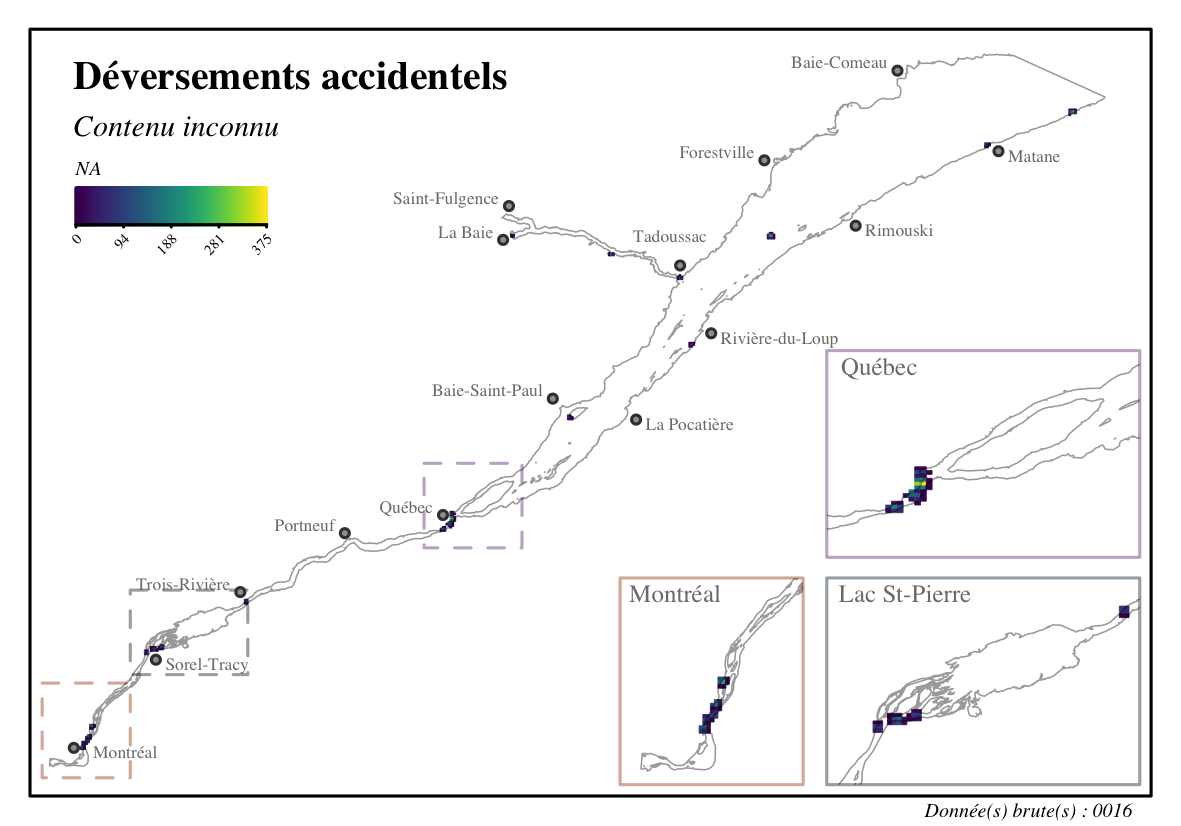 Déversements accidentels
Contenu inconnu
NA
0 94 188 281 375
Baie-Comeau
Forestville
Matane
Saint-Fulgence
La Baie
Tadoussac
Rimouski
Rivière-du-Loup
Québec
Baie-Saint-Paul
La Pocatière
Québec
Portneuf
Trois-Rivière
Montréal
Lac St-Pierre
Sorel-Tracy
Montréal
Donnée(s) brute(s) : 0016